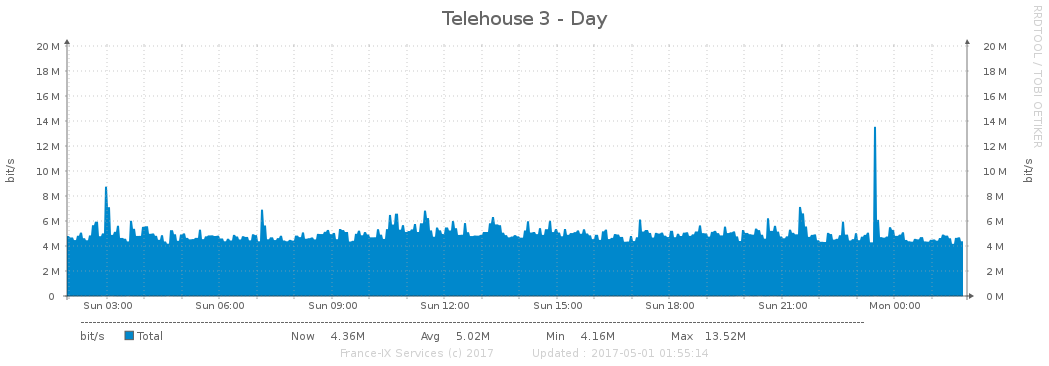 Telehouse 3 - Day
RRDTOOL / TOBI OETIKER
bit/s
20 M 20 M
18 M 18 M
16 M 16 M
14 M 14 M
12 M 12 M
10 M 10 M
8 M 8 M
6 M 6 M
4 M 4 M
2 M 2 M
0 0 M
bit/s
Sun 03:00 Sun 06:00 Sun 09:00 Sun 12:00 Sun 15:00 Sun 18:00 Sun 21:00 Mon 00:00
bit/s Total Now 4.36M Avg 5.02M Min 4.16M Max 13.52M
France-IX Services (c) 2017 Updated : 2017-05-01 01:55:14